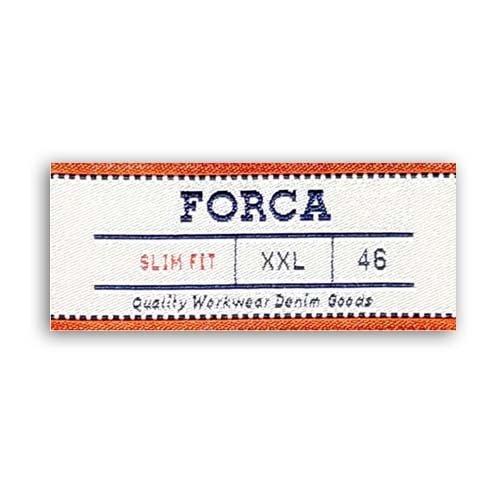 FORCA
SLIM FIT XXL 46
Quality Workwear Denim Goods